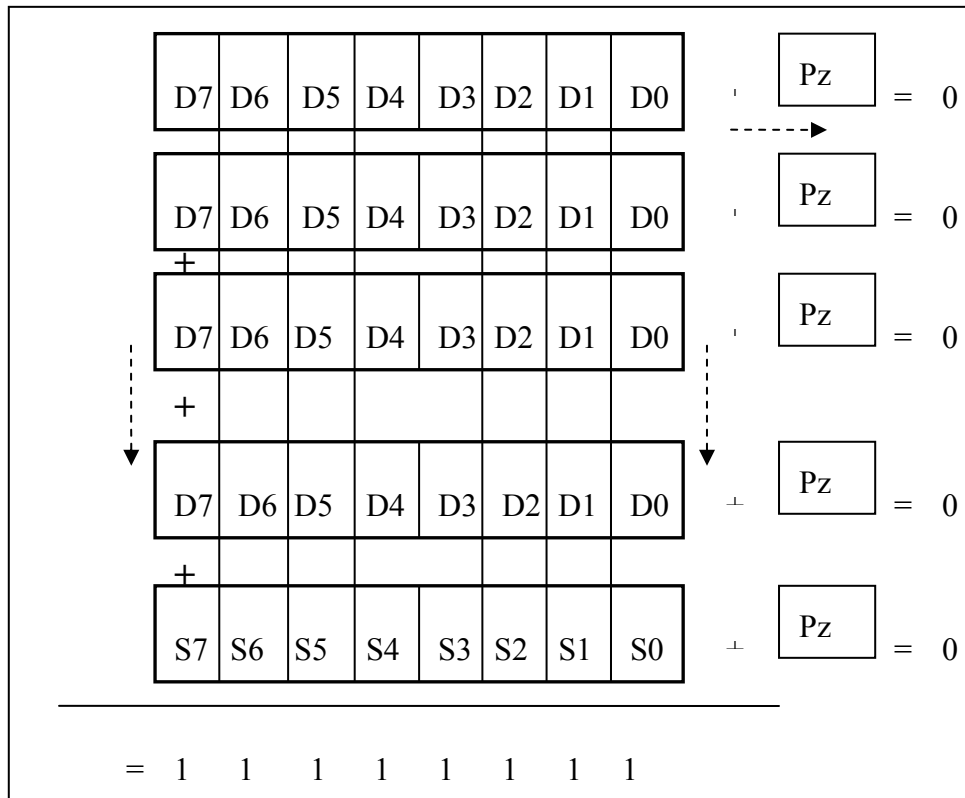 D7 D6 D5 D4 D3 D2 D1 D0 + Pz = 0
D7 D6 D5 D4 D3 D2 D1 D0 + Pz = 0
+
D7 D6 D5 D4 D3 D2 D1 D0 + Pz = 0
+
D7 D6 D5 D4 D3 D2 D1 D0 + Pz = 0
+
S7 S6 S5 S4 S3 S2 S1 S0 + Pz = 0
= 1 1 1 1 1 1 1 1